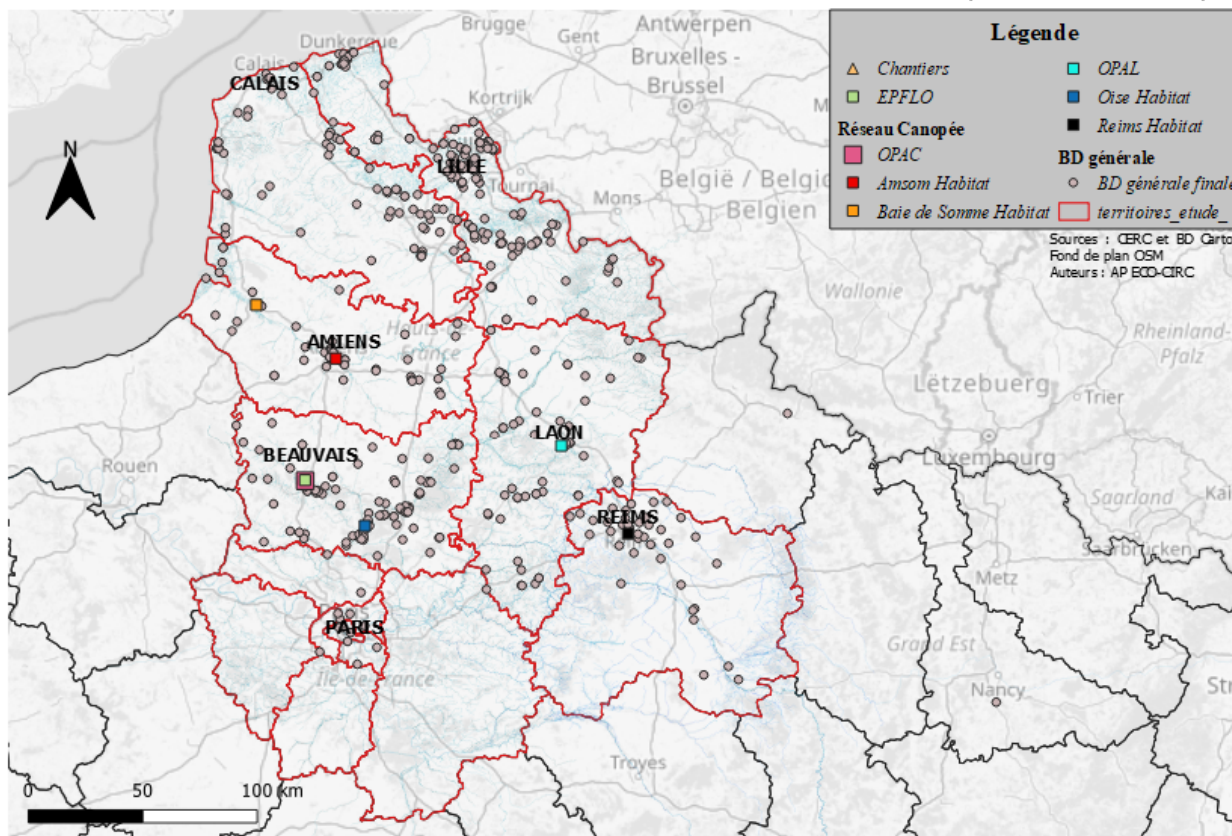 Dunkerque
Calais
CALAIS
Brugge
Gent
Antwerpen
Bruxelles -
Brussel
Kortrijk
LILLE
Tournai
Mons
België / Belgi
Belgien
Wallonie
Rheinland-
Pfalz
Lëtzebuerg
Trier
Luxembourg
Saarland
Kai
Saarbrücken
Metz
Grand Est
Nancy
Str
Troyes
Hauts-de-
France
AMIENS
LAON
BEAUVAIS
Rouen
REIMS
PARIS
Île-de-France
N
0 50 100 km
Légende
Chantiers
EPFLO
Réseau Canopée
OPAC
Amsom Habitat
Baie de Somme Habitat
OPAL
Oise Habitat
Reims Habitat
BD générale
BD générale finale
territoires_etude_
Sources : CERC et BD Carto
Fond de plan OSM
Auteurs : AP ECO-CIRC